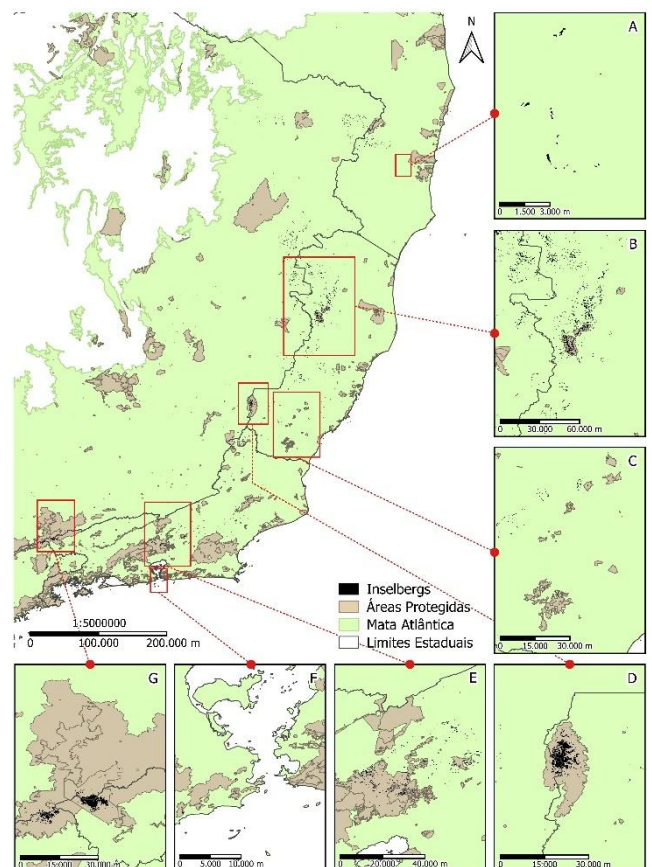 N
A
0 1.500 3.000 m
B
0 30.000 60.000 m
C
0 15.000 30.000 m
Inselbergs
Áreas Protegidas
Mata Atlântica
Limites Estaduais
1:5000000
0 100.000 200.000 m
G
0 15.000 30.000 m
F
0 5.000 10.000 m
E
0 20.000 40.000 m
D
0 15.000 30.000 m